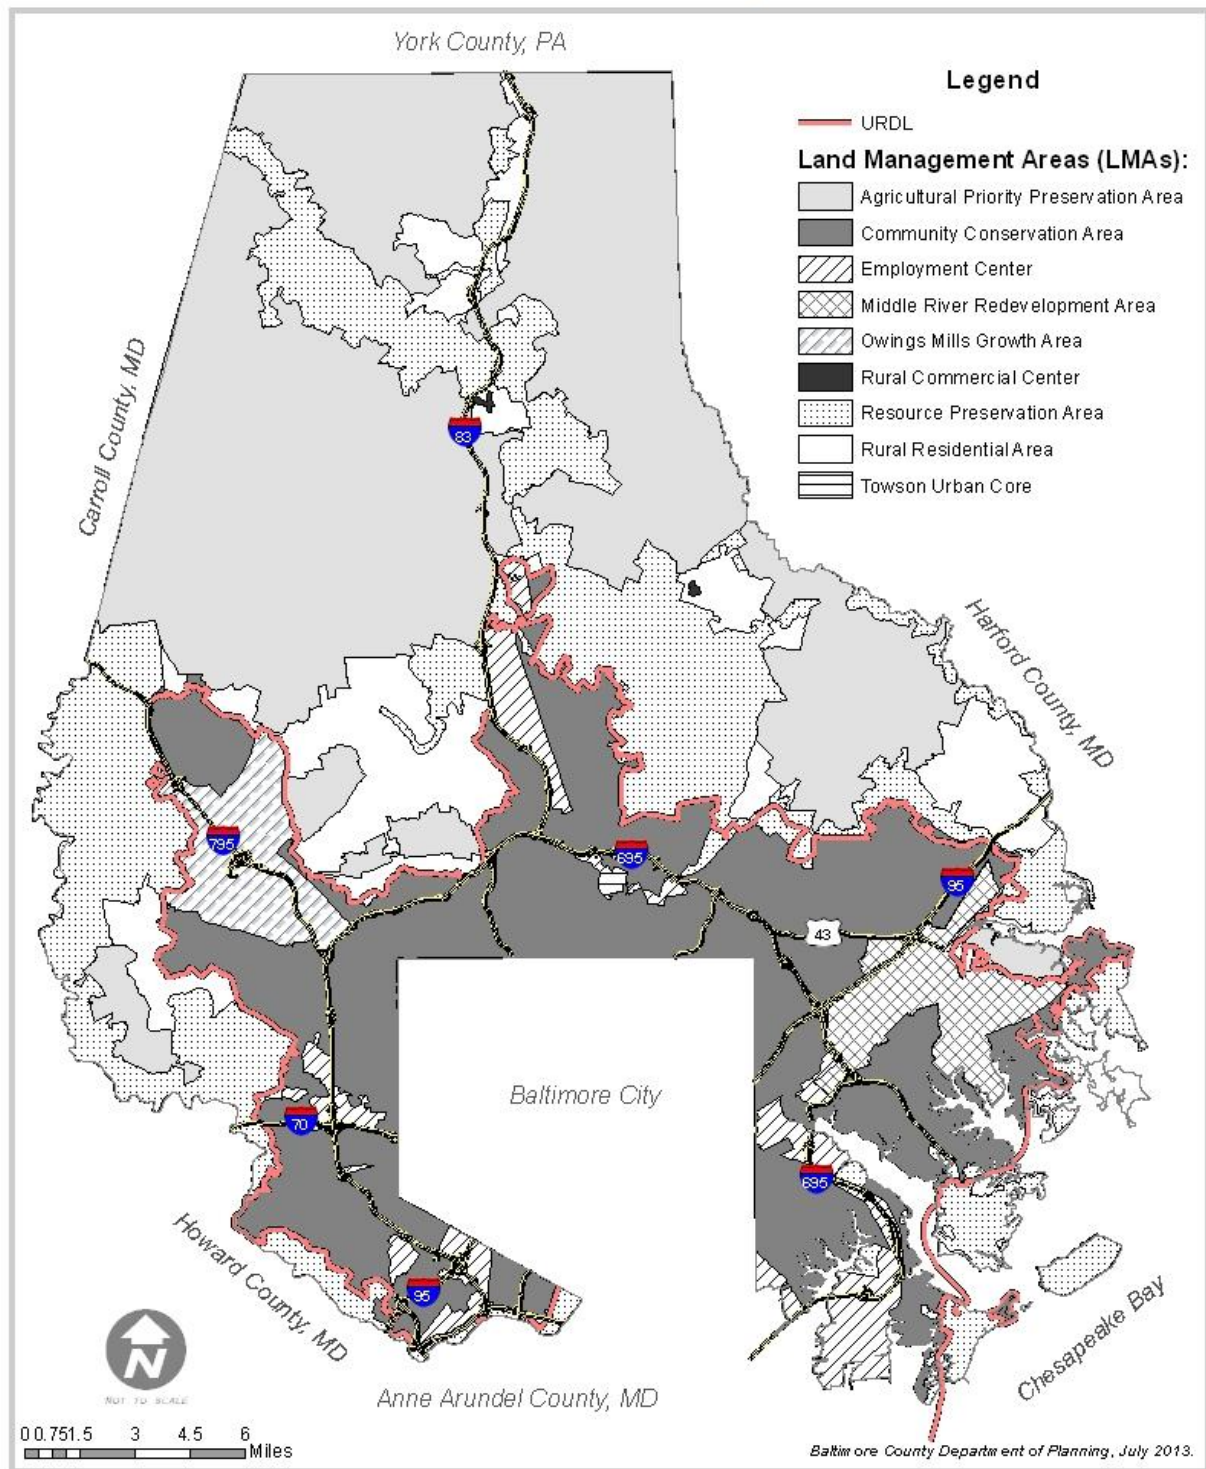 York County, PA
Legend
URDL
Land Management Areas (LMAs):
Agricultural Priority Preservation Area
Community Conservation Area
Employment Center
Middle River Redevelopment Area
Owings Mills Growth Area
Rural Commercial Center
Resource Preservation Area
Rural Residential Area
Towson Urban Core
Carroll County, MD
83
Harford County, MD
795
695
95
43
Baltimore City
70
695
Howard County, MD
95
Chesapeake Bay
N
NOT TO SCALE
Anne Arundel County, MD
0 0.75 1.5 3 4.5 6
Miles
Baltimore County Department of Planning, July 2013.